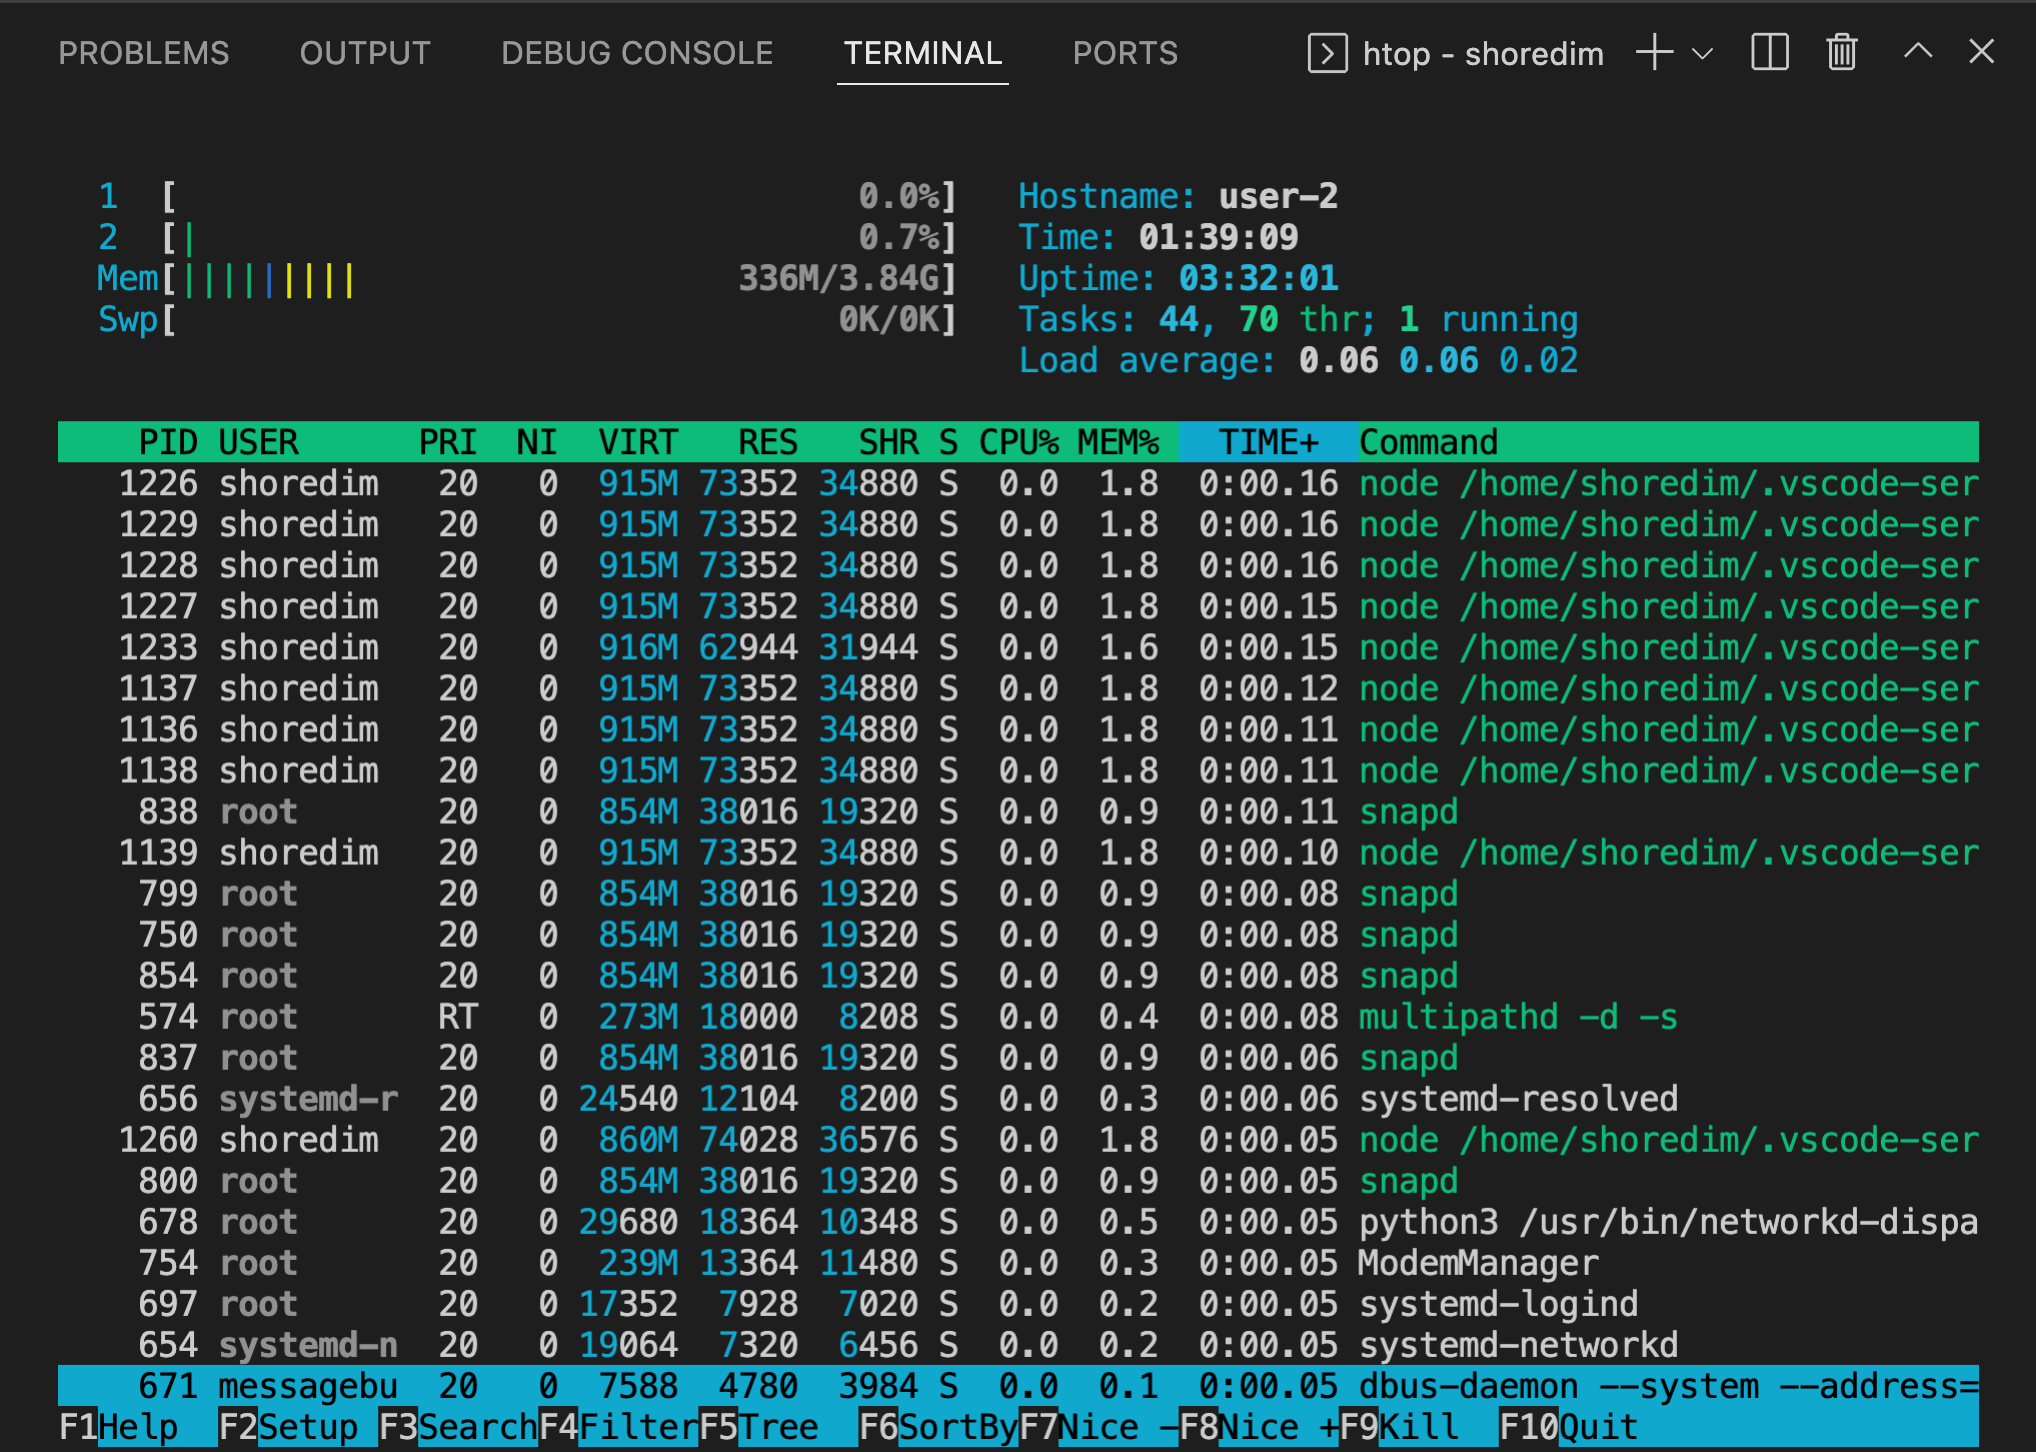 PROBLEMS OUTPUT DEBUG CONSOLE TERMINAL PORTS htop - shoredim
1 [ 0.0%] Hostname: user-2
2 [| 0.7%] Time: 01:39:09
Mem[||||||||| 336M/3.84G] Uptime: 03:32:01
Swp[ 0K/0K] Tasks: 44, 70 thr; 1 running
Load average: 0.06 0.06 0.02
PID USER PRI NI VIRT RES SHR S CPU% MEM% TIME+ Command
1226 shoredim 20 0 915M 73352 34880 S 0.0 1.8 0:00.16 node /home/shoredim/.vscode-ser
1229 shoredim 20 0 915M 73352 34880 S 0.0 1.8 0:00.16 node /home/shoredim/.vscode-ser
1228 shoredim 20 0 915M 73352 34880 S 0.0 1.8 0:00.16 node /home/shoredim/.vscode-ser
1227 shoredim 20 0 915M 73352 34880 S 0.0 1.8 0:00.15 node /home/shoredim/.vscode-ser
1233 shoredim 20 0 916M 62944 31944 S 0.0 1.6 0:00.15 node /home/shoredim/.vscode-ser
1137 shoredim 20 0 915M 73352 34880 S 0.0 1.8 0:00.12 node /home/shoredim/.vscode-ser
1136 shoredim 20 0 915M 73352 34880 S 0.0 1.8 0:00.11 node /home/shoredim/.vscode-ser
1138 shoredim 20 0 915M 73352 34880 S 0.0 1.8 0:00.11 node /home/shoredim/.vscode-ser
838 root 20 0 854M 38016 19320 S 0.0 0.9 0:00.11 snapd
1139 shoredim 20 0 915M 73352 34880 S 0.0 1.8 0:00.10 node /home/shoredim/.vscode-ser
799 root 20 0 854M 38016 19320 S 0.0 0.9 0:00.08 snapd
750 root 20 0 854M 38016 19320 S 0.0 0.9 0:00.08 snapd
854 root 20 0 854M 38016 19320 S 0.0 0.9 0:00.08 snapd
574 root RT 0 273M 18000 8208 S 0.0 0.4 0:00.08 multipathd -d -s
837 root 20 0 854M 38016 19320 S 0.0 0.9 0:00.06 snapd
656 systemd-r 20 0 24540 12104 8200 S 0.0 0.3 0:00.06 systemd-resolved
1260 shoredim 20 0 860M 74028 36576 S 0.0 1.8 0:00.05 node /home/shoredim/.vscode-ser
800 root 20 0 854M 38016 19320 S 0.0 0.9 0:00.05 snapd
678 root 20 0 29680 18364 10348 S 0.0 0.5 0:00.05 python3 /usr/bin/networkd-dispa
754 root 20 0 239M 13364 11480 S 0.0 0.3 0:00.05 ModemManager
697 root 20 0 17352 7928 7020 S 0.0 0.2 0:00.05 systemd-logind
654 systemd-n 20 0 19064 7320 6456 S 0.0 0.2 0:00.05 systemd-networkd
671 messagebu 20 0 7588 4780 3984 S 0.0 0.1 0:00.05 dbus-daemon --system --address=
F1Help F2Setup F3SearchF4FilterF5Tree F6SortByF7Nice -F8Nice +F9Kill F10Quit